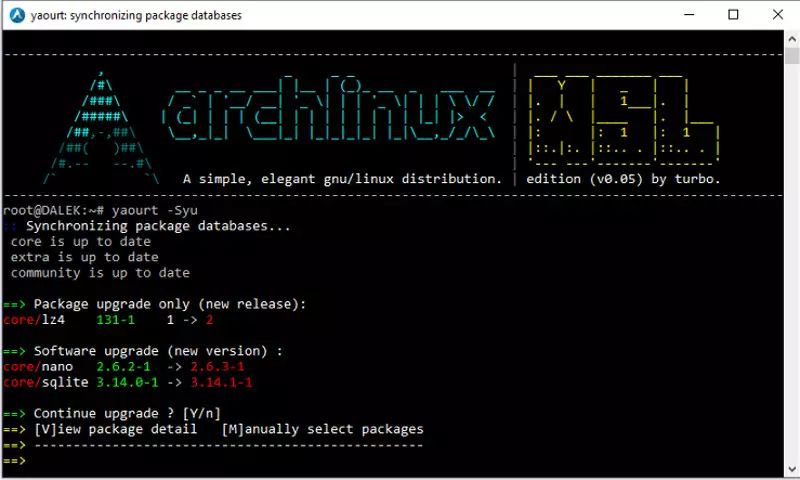 yaourt: synchronizing package databases
archlinux WSL
A simple, elegant gnu/linux distribution. | edition (v0.05) by turbo.
root@DALEK:~# yaourt -Syu
:: Synchronizing package databases...
core is up to date
extra is up to date
community is up to date
==> Package upgrade only (new release):
core/lz4 131-1 1 -> 2
==> Software upgrade (new version) :
core/nano 2.6.2-1 -> 2.6.3-1
core/sqlite 3.14.0-1 -> 3.14.1-1
==> Continue upgrade ? [Y/n]
==> [V]iew package detail [M]anually select packages
==> --------------------------------------------------
==>